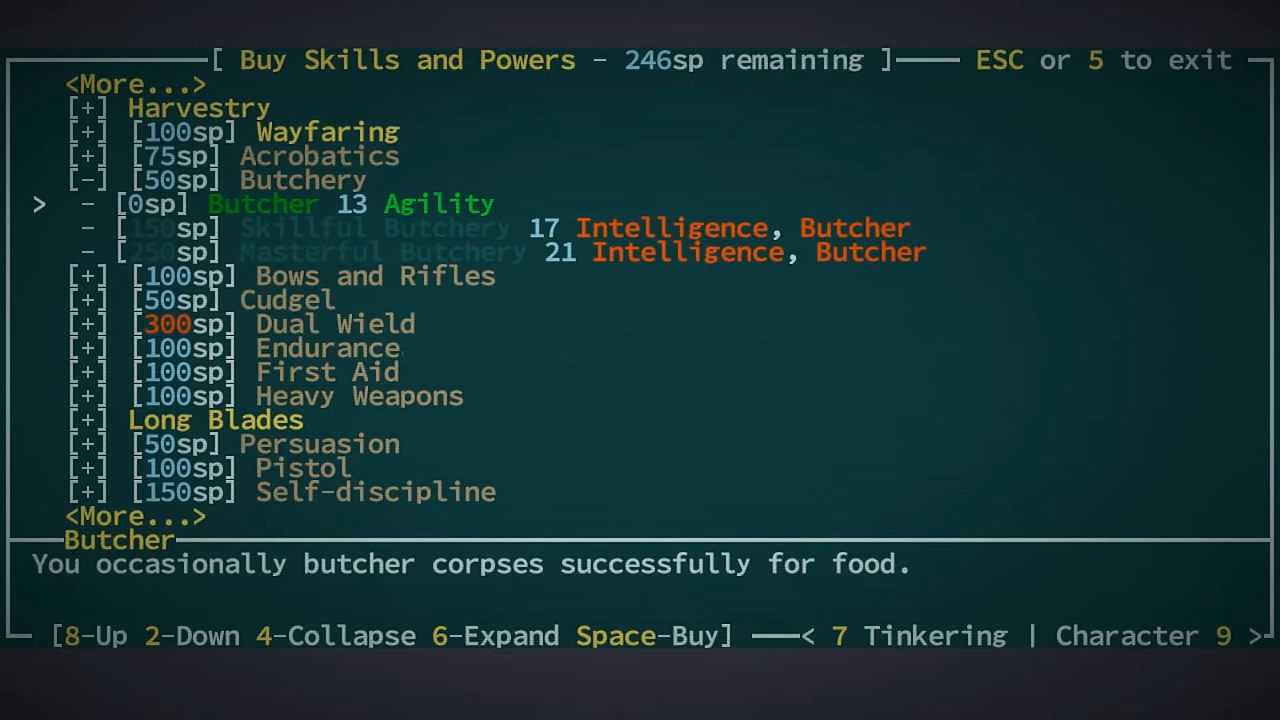 [ Buy Skills and Powers - 246sp remaining ] ESC or 5 to exit
<More...>
[+] Harvestry
[+] [100sp] Wayfaring
[+] [75sp] Acrobatics
[-] [50sp] Butchery
> - [0sp] Butcher 13 Agility
- [150sp] Skillful Butchery 17 Intelligence, Butcher
- [250sp] Masterful Butchery 21 Intelligence, Butcher
[+] [100sp] Bows and Rifles
[+] [50sp] Cudgel
[+] [300sp] Dual Wield
[+] [100sp] Endurance
[+] [100sp] First Aid
[+] [100sp] Heavy Weapons
[+] Long Blades
[+] [50sp] Persuasion
[+] [100sp] Pistol
[+] [150sp] Self-discipline
<More...>
Butcher
You occasionally butcher corpses successfully for food.
[8-Up 2-Down 4-Collapse 6-Expand Space-Buy] < 7 Tinkering | Character 9 >